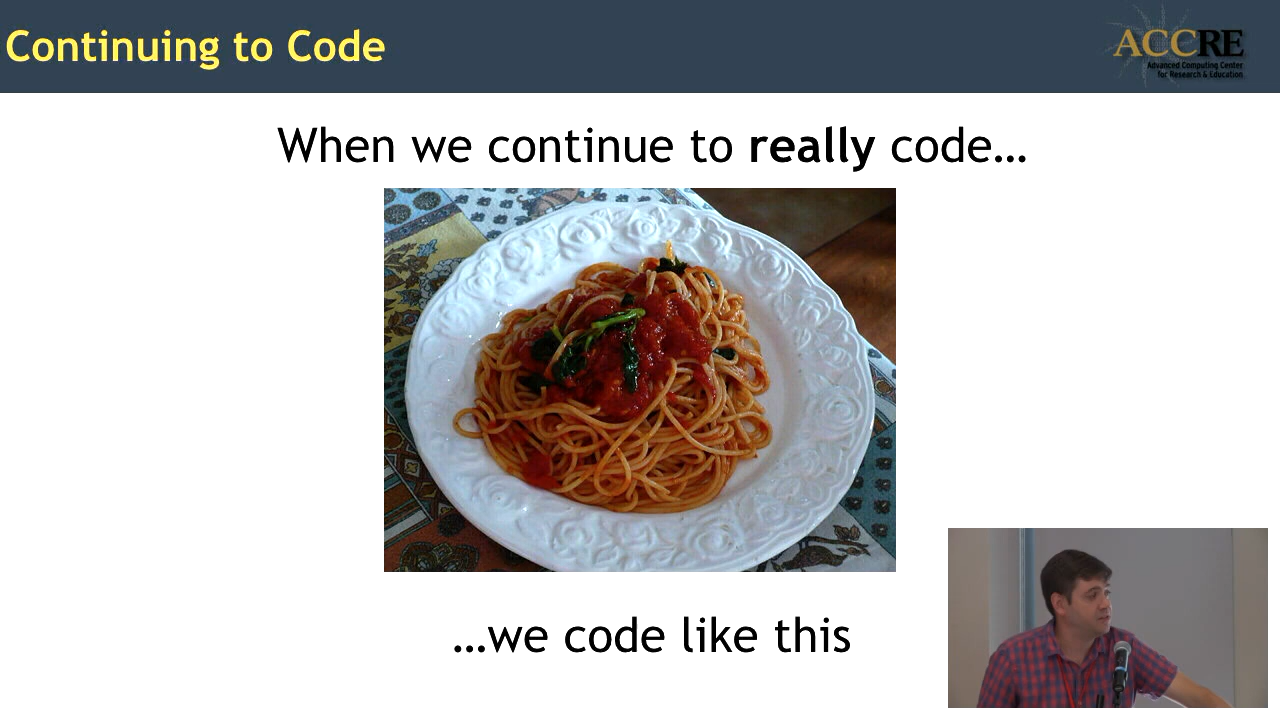 Continuing to Code
ACCRE
Advanced Computing Center
for Research & Education
When we continue to really code…
…we code like this